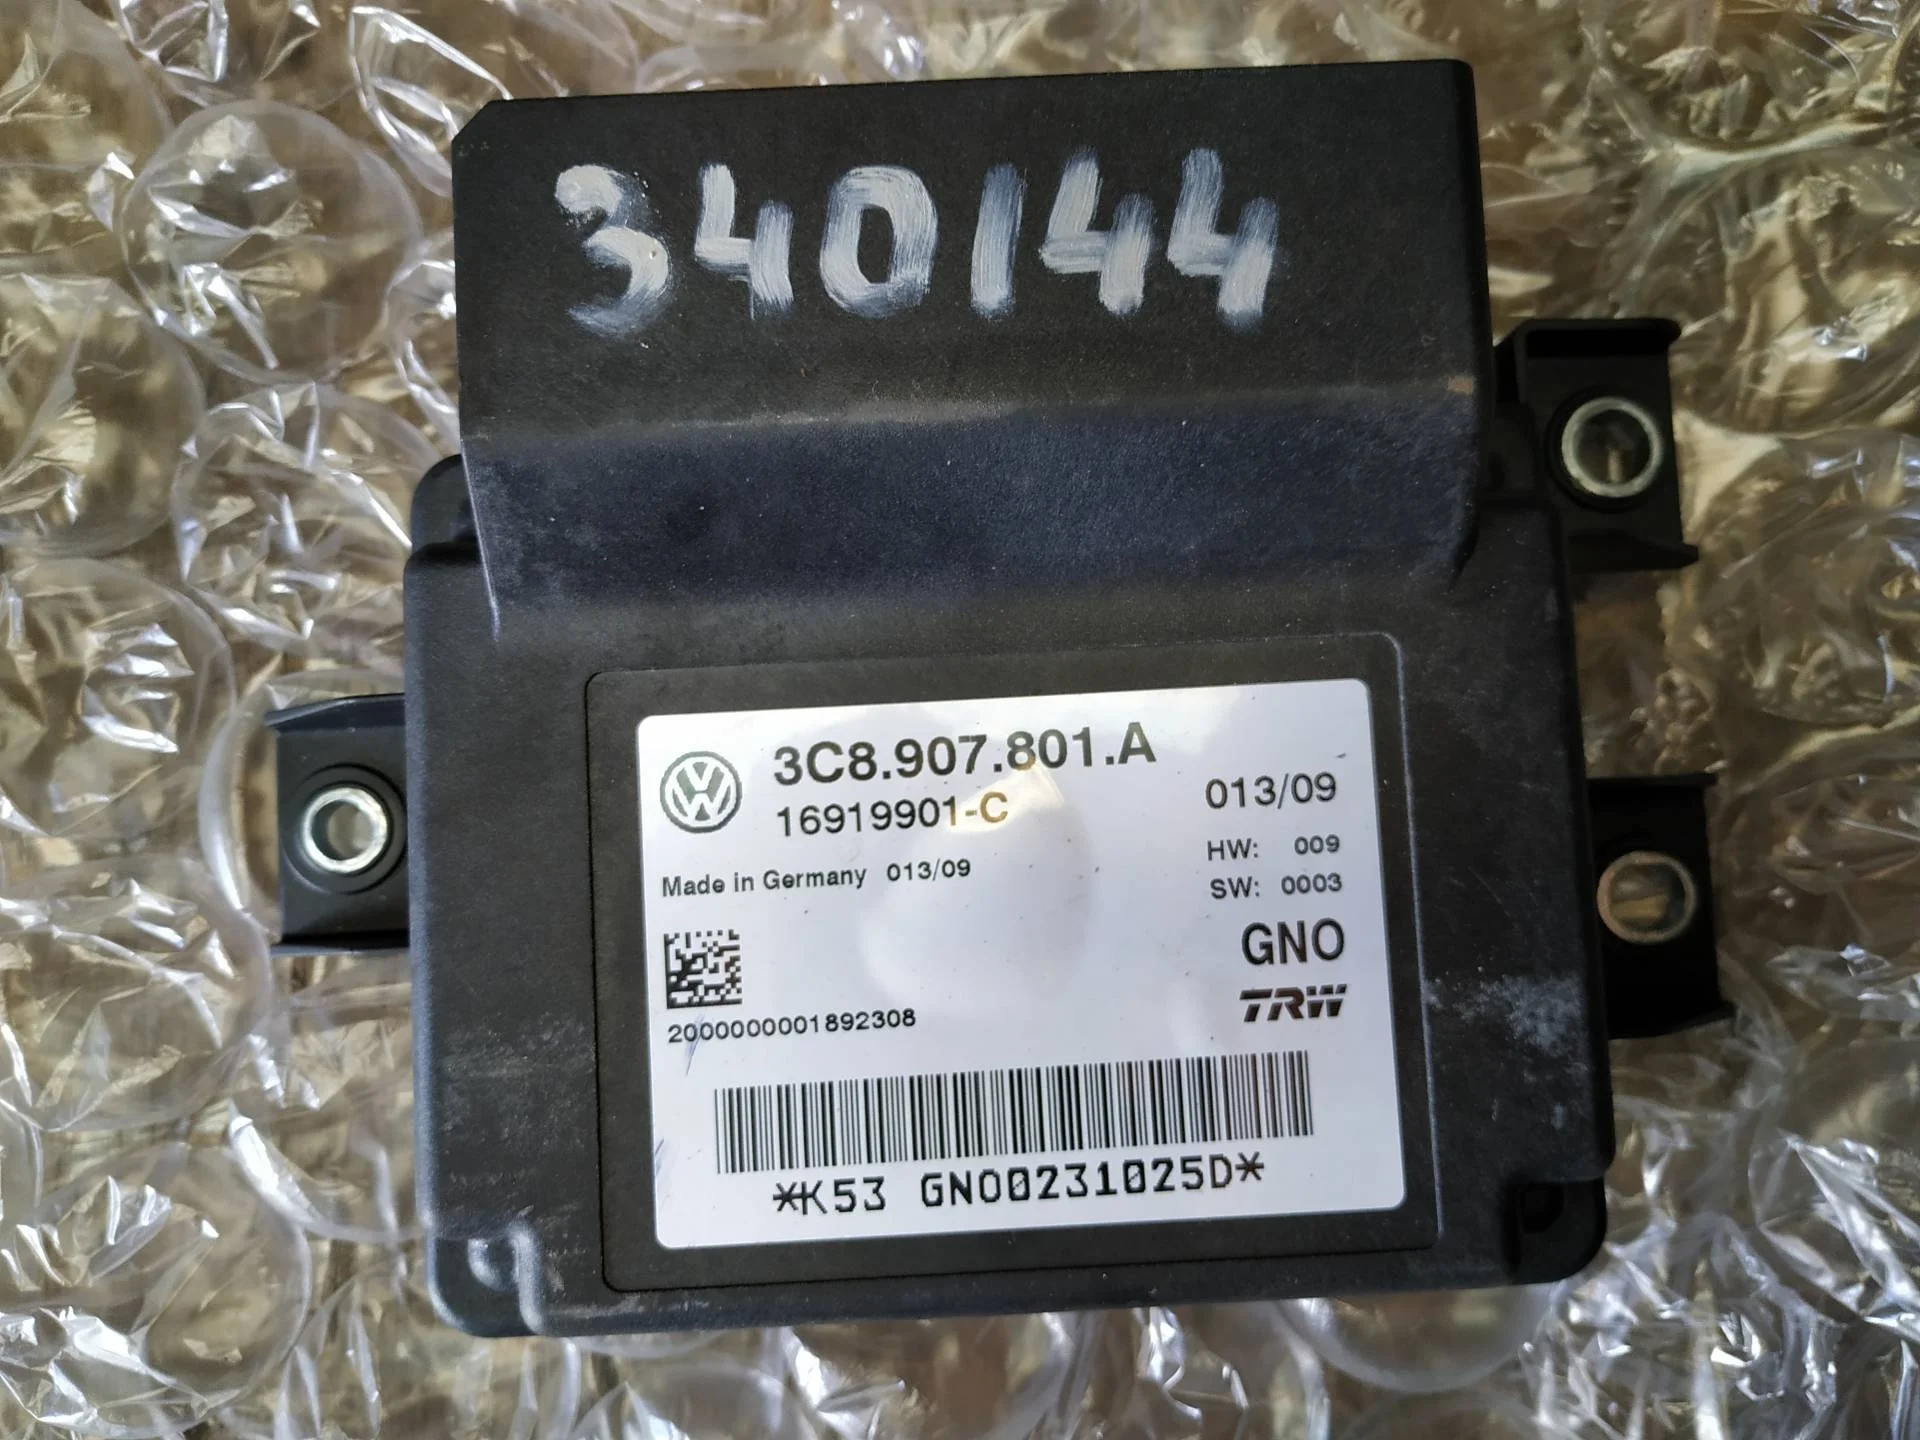 340144
3C8.907.801.A
16919901-C
013/09
Made in Germany 013/09
HW: 009
SW: 0003
GNO
TRW
2000000001892308
*K53 GNO0231025D*